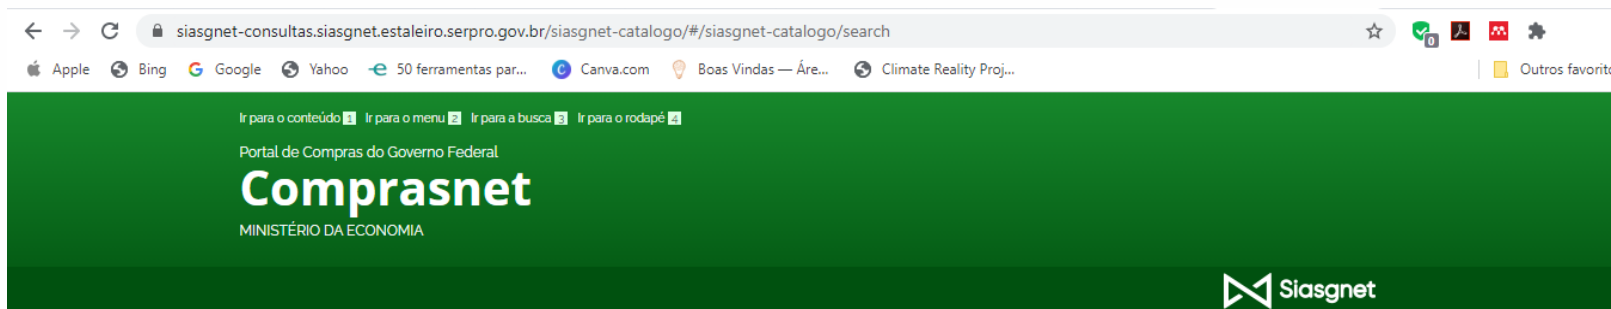 siasgnet-consultas.siasgnet.estaleiro.serpro.gov.br/siasgnet-catalogo/#/siasgnet-catalogo/search
0
Apple Bing G Google Yahoo 50 ferramentas par... C Canva.com Boas Vindas — Áre... Climate Reality Proj... Outros favorito
Ir para o conteúdo 1 Ir para o menu 2 Ir para a busca 3 Ir para o rodapé 4
Portal de Compras do Governo Federal
Comprasnet
MINISTÉRIO DA ECONOMIA
Siasgnet